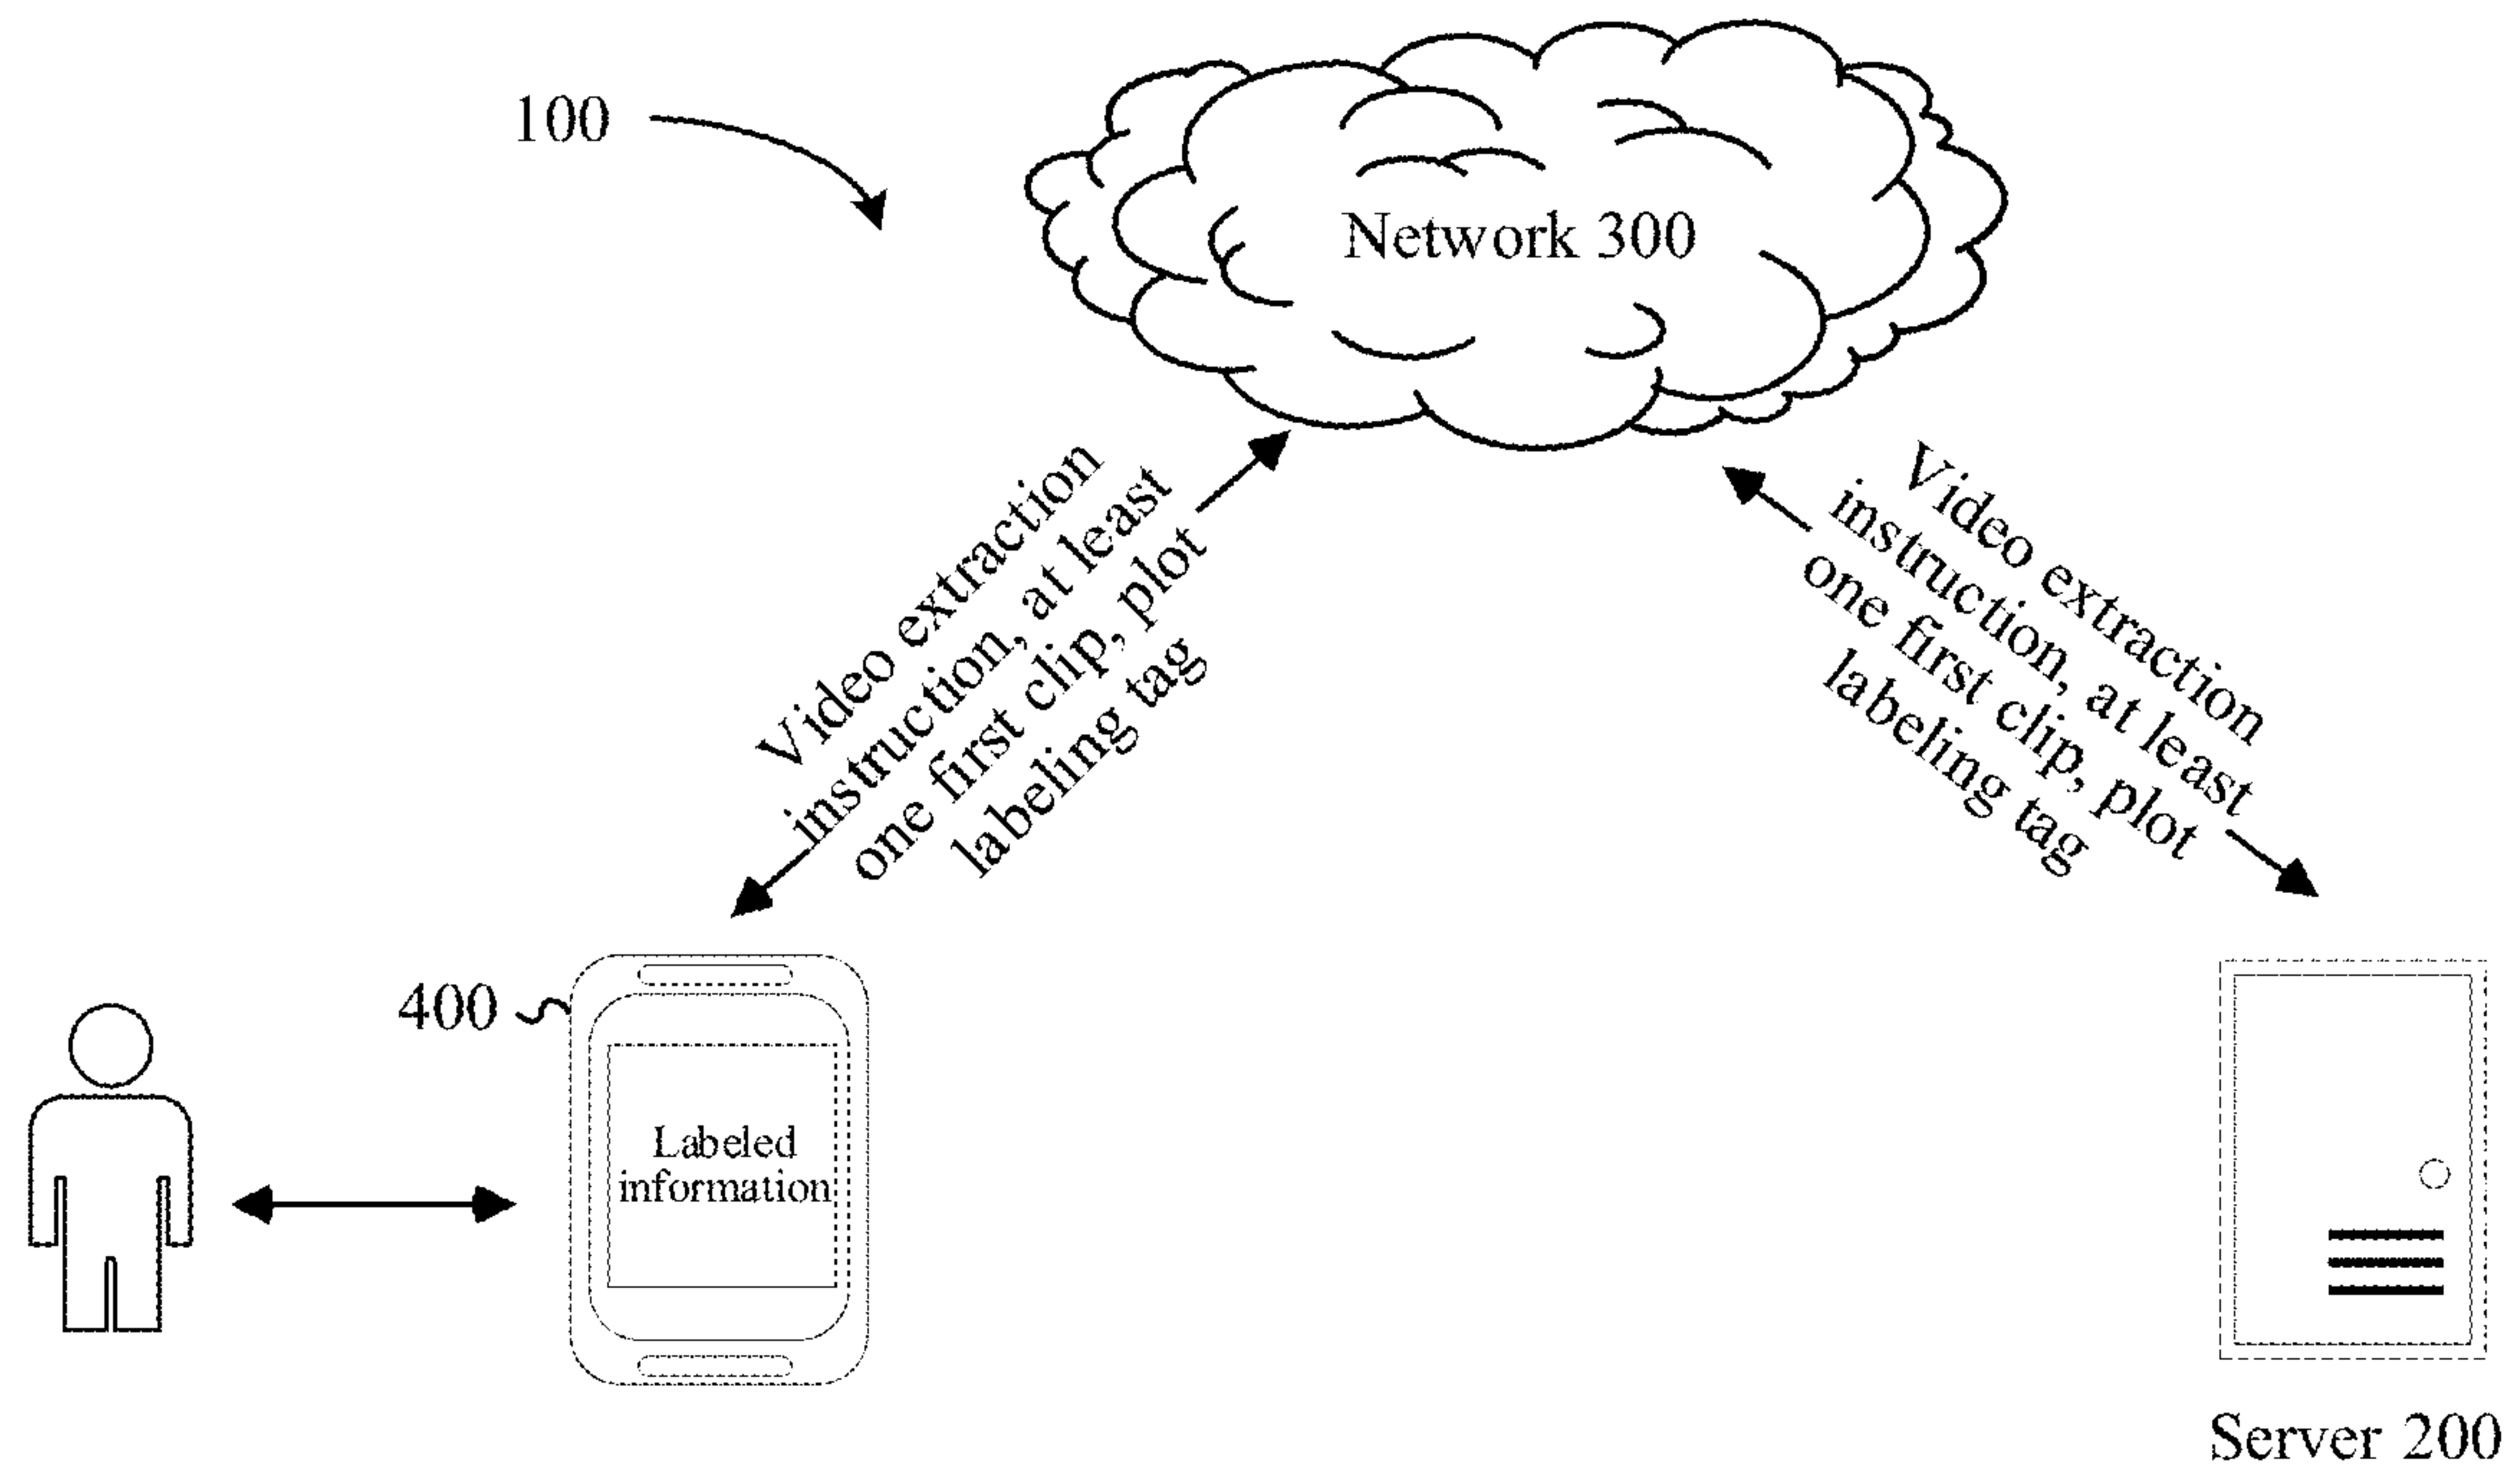 100
Network 300
Video extraction
instruction, at least
one first clip, plot
labeling tag
Video extraction
instruction, at least
one first clip, plot
labeling tag
400
Labeled
information
Server 200